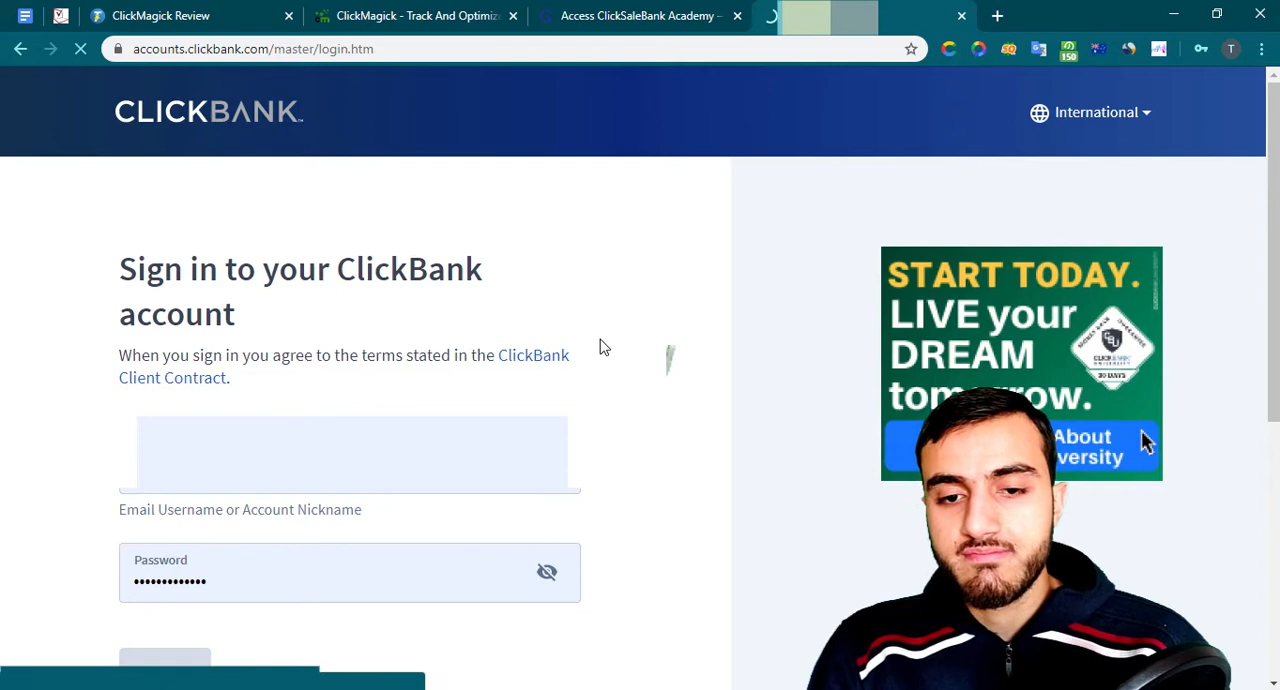 ClickMagick Review
ClickMagick - Track And Optimiz
Access ClickSaleBank Academy -
accounts.clickbank.com/master/login.htm
150
T
CLICKBANK
International
Sign in to your ClickBank
account
When you sign in you agree to the terms stated in the ClickBank
Client Contract.
Email Username or Account Nickname
Password
•••••••••••••
START TODAY.
LIVE your
DREAM
tomorrow.
About